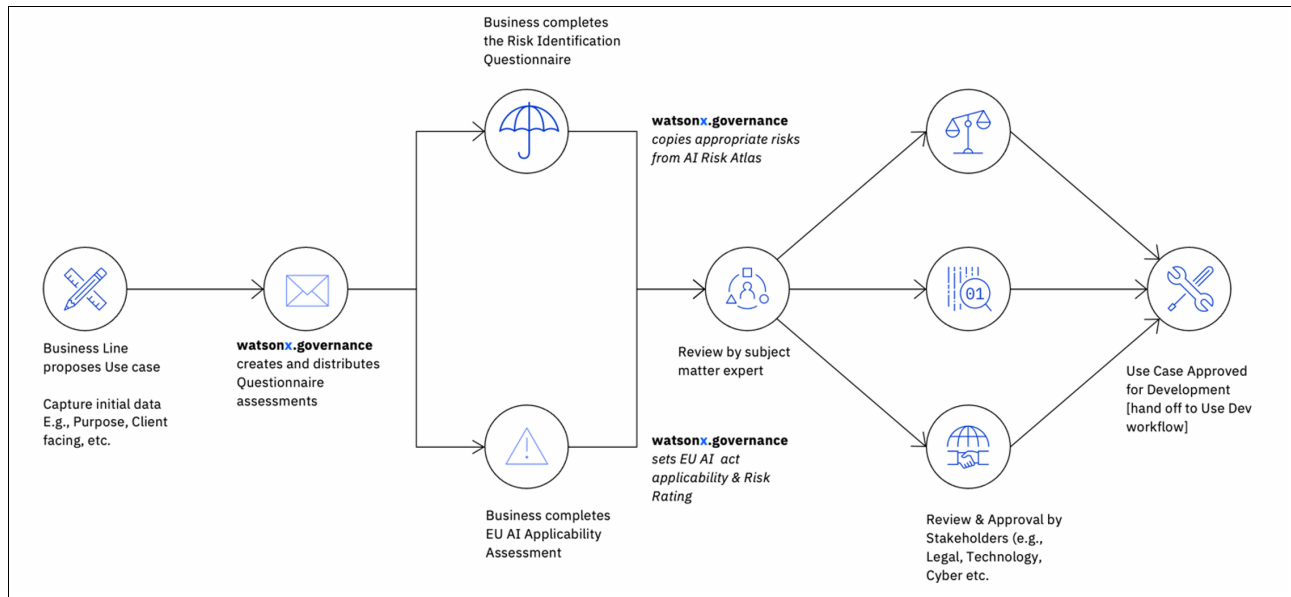 Business completes
the Risk Identification
Questionnaire
watsonx.governance
copies appropriate risks
from AI Risk Atlas
01
Business Line
proposes Use case
Capture initial data
E.g., Purpose, Client
facing, etc.
watsonx.governance
creates and distributes
Questionnaire
assessments
Review by subject
matter expert
Use Case Approved
for Development
[hand off to Use Dev
workflow]
watsonx.governance
sets EU AI act
applicability & Risk
Rating
Business completes
EU AI Applicability
Assessment
Review & Approval by
Stakeholders (e.g.,
Legal, Technology,
Cyber etc.